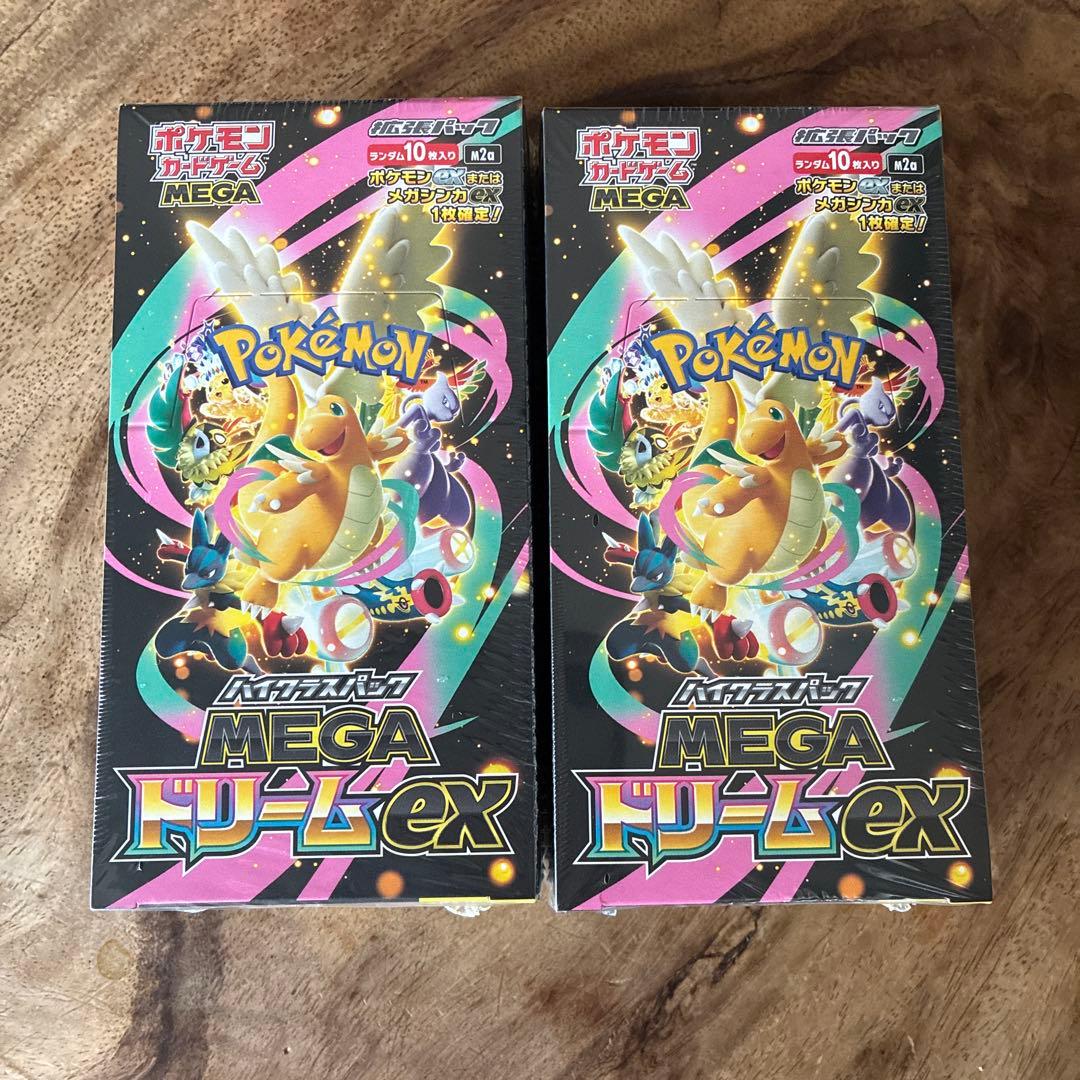 ポケモン
カードゲーム
MEGA
拡張パック
ランダム10枚入り
M2a
ポケモンexまたは
メガシンカex
1枚確定!
POKéMON
TM
ハイクラスパック
MEGA
ドリームex
ポケモン
カードゲーム
MEGA
拡張パック
ランダム10枚入り
M2a
ポケモンexまたは
メガシンカex
1枚確定!
POKéMON
TM
ハイクラスパック
MEGA
ドリームex